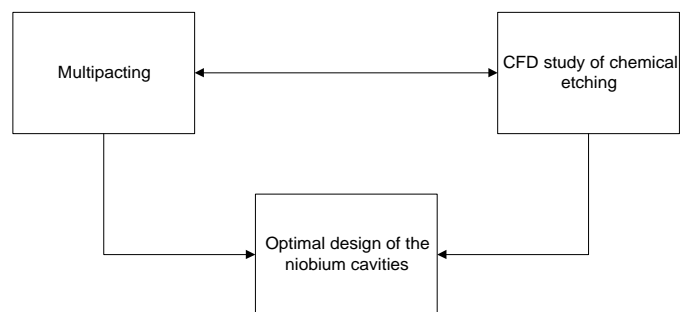 Multipacting
CFD study of chemical
etching
Optimal design of the
niobium cavities